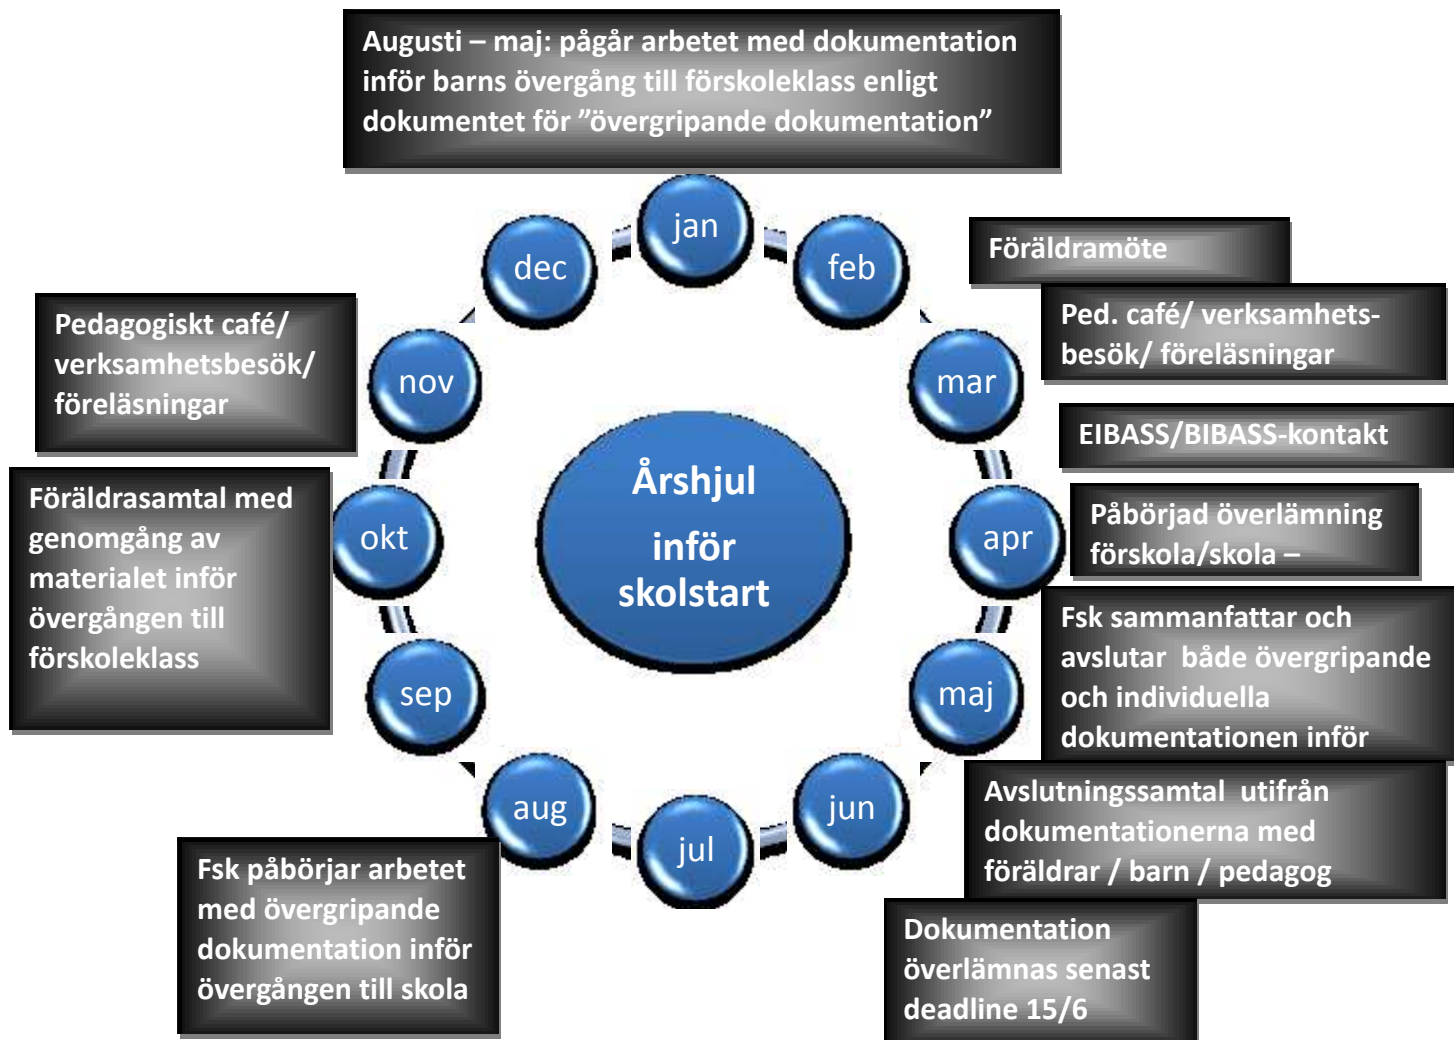 Augusti – maj: pågår arbetet med dokumentation
inför barns övergång till förskoleklass enligt
dokumentet för ”övergripande dokumentation”
jan
feb
mar
apr
maj
jun
jul
aug
sep
okt
nov
dec
Årshjul
inför
skolstart
Föräldramöte
Ped. café/ verksamhets-
besök/ föreläsningar
EIBASS/BIBASS-kontakt
Påbörjad överlämning
förskola/skola –
Fsk sammanfattar och
avslutar både övergripande
och individuella
dokumentationen inför
Avslutningssamtal utifrån
dokumentationerna med
föräldrar / barn / pedagog
Dokumentation
överlämnas senast
deadline 15/6
Fsk påbörjar arbetet
med övergripande
dokumentation inför
övergången till skola
Föräldrasamtal med
genomgång av
materialet inför
övergången till
förskoleklass
Pedagogiskt café/
verksamhetsbesök/
föreläsningar